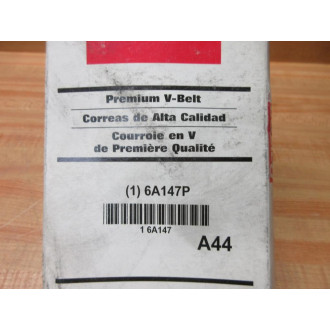 Premium V-Belt
Correas de Alta Calidad
Courroie en V
de Première Qualité
(1) 6A147P
1 6A147
A44